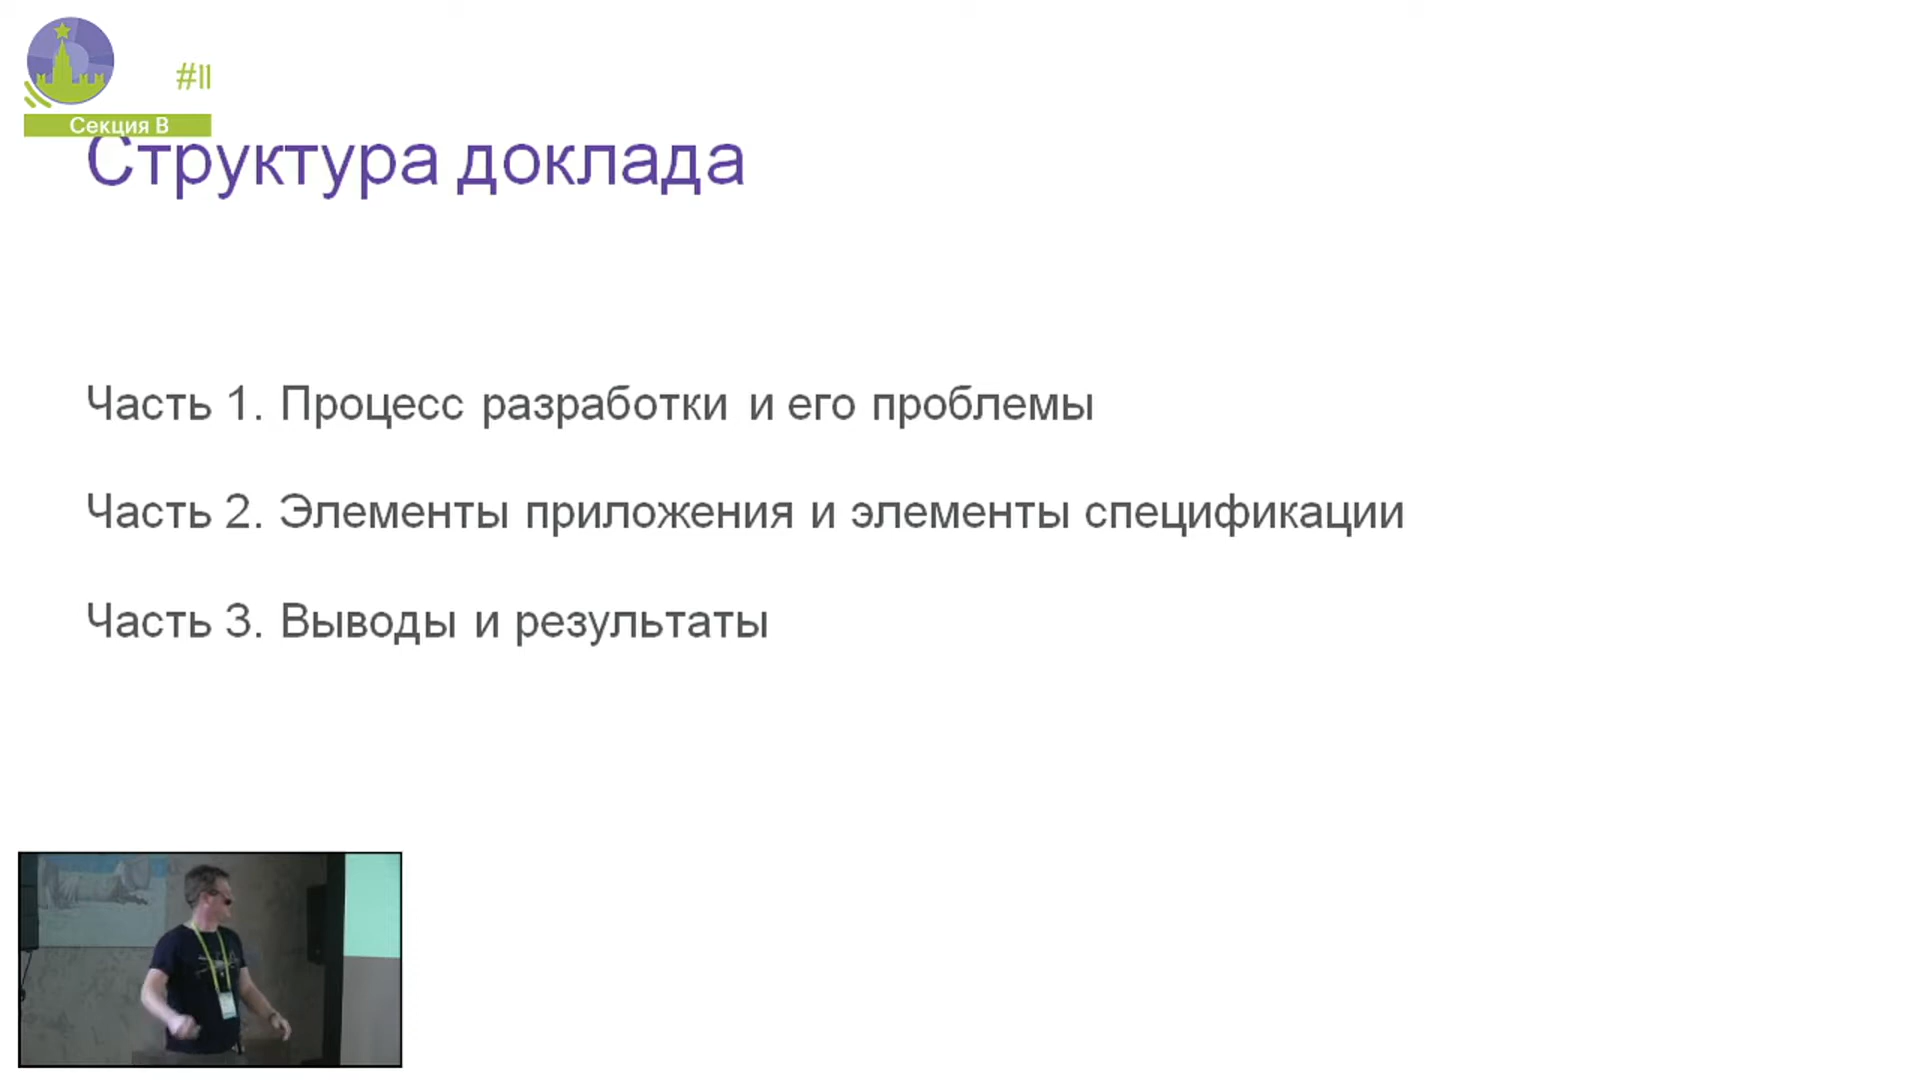 #11
Секция В
Структура доклада
Часть 1. Процесс разработки и его проблемы
Часть 2. Элементы приложения и элементы спецификации
Часть 3. Выводы и результаты